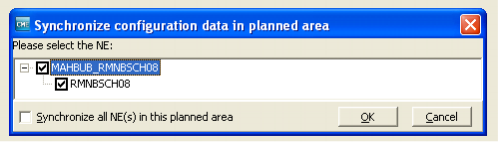 CME Synchronize configuration data in planned area
Please select the NE:
MAHBUB_RMNBSCH08
RMNBSCH08
Synchronize all NE(s) in this planned area
OK
Cancel